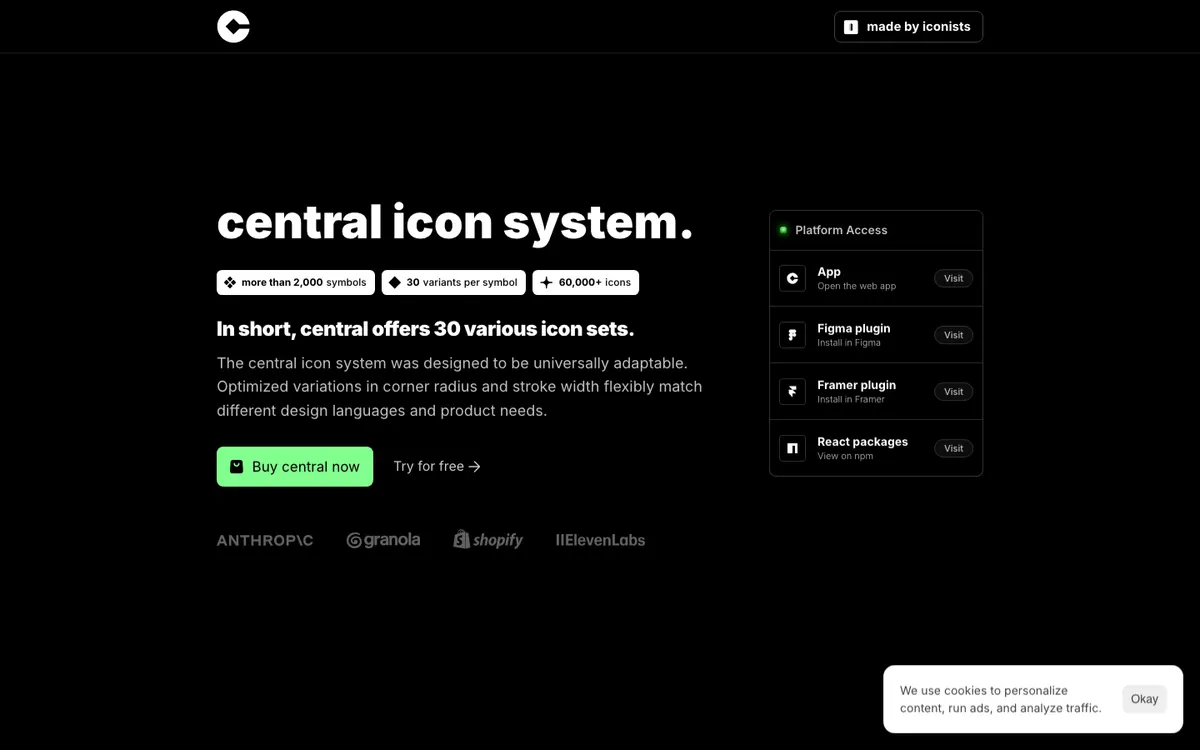 made by iconists
central icon system.
more than 2,000 symbols
30 variants per symbol
60,000+ icons
In short, central offers 30 various icon sets.
The central icon system was designed to be universally adaptable.
Optimized variations in corner radius and stroke width flexibly match
different design languages and product needs.
Buy central now
Try for free →
ANTHROP\C
granola
shopify
IIElevenLabs
Platform Access
App
Open the web app
Visit
Figma plugin
Install in Figma
Visit
Framer plugin
Install in Framer
Visit
React packages
View on npm
Visit
We use cookies to personalize
content, run ads, and analyze traffic.
Okay